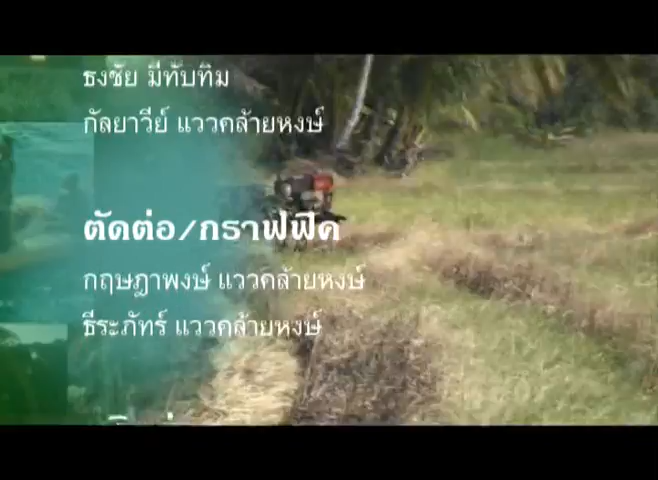 ธงชัย มีทับทิม
กัลยาวีย์ แววคล้ายหงษ์
ตัดต่อ/กราฟฟิค
กฤษฎาพงษ์ แววคล้ายหงษ์
ธีระภัทร์ แววคล้ายหงษ์